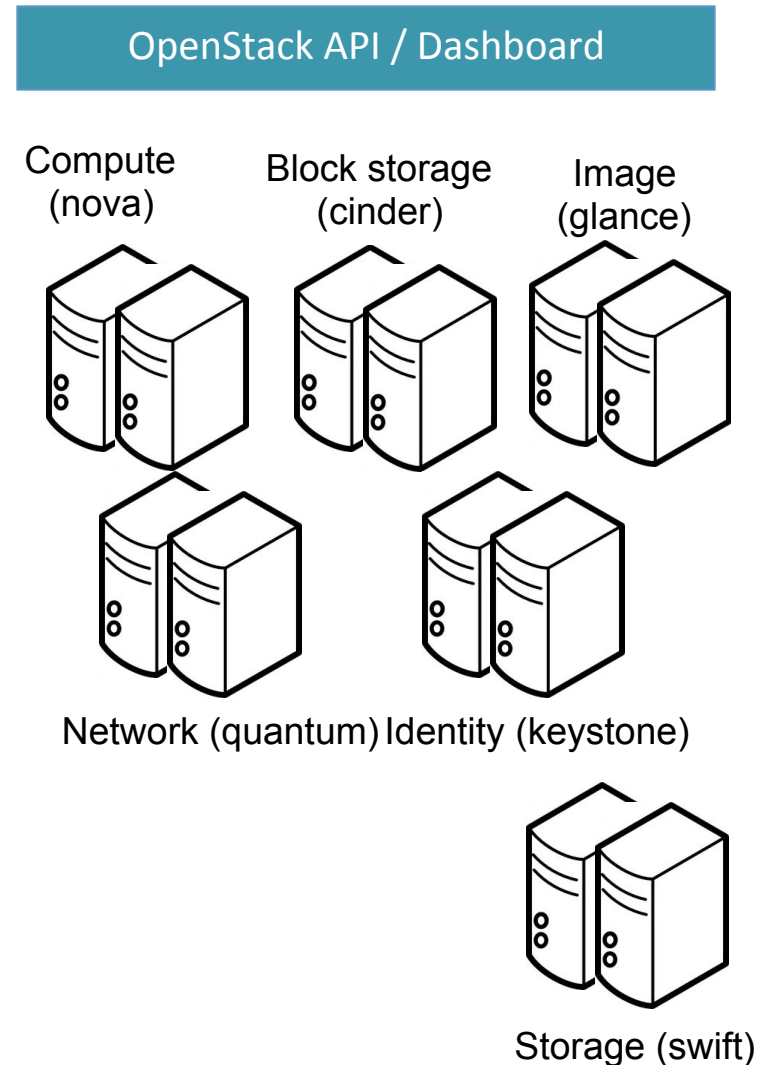 OpenStack API / Dashboard
Compute
(nova)
Block storage
(cinder)
Image
(glance)
Network (quantum)
Identity (keystone)
Storage (swift)